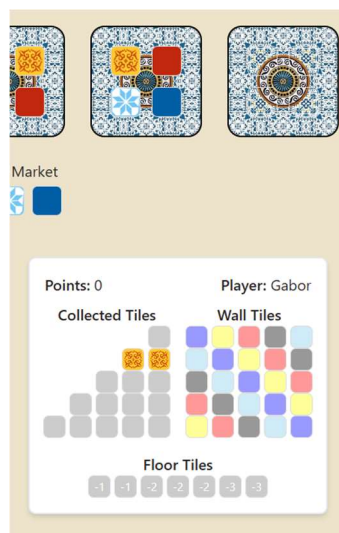 Market
Points: 0 Player: Gabor
Collected Tiles Wall Tiles
Floor Tiles
-1 -1 -2 -2 -2 -3 -3